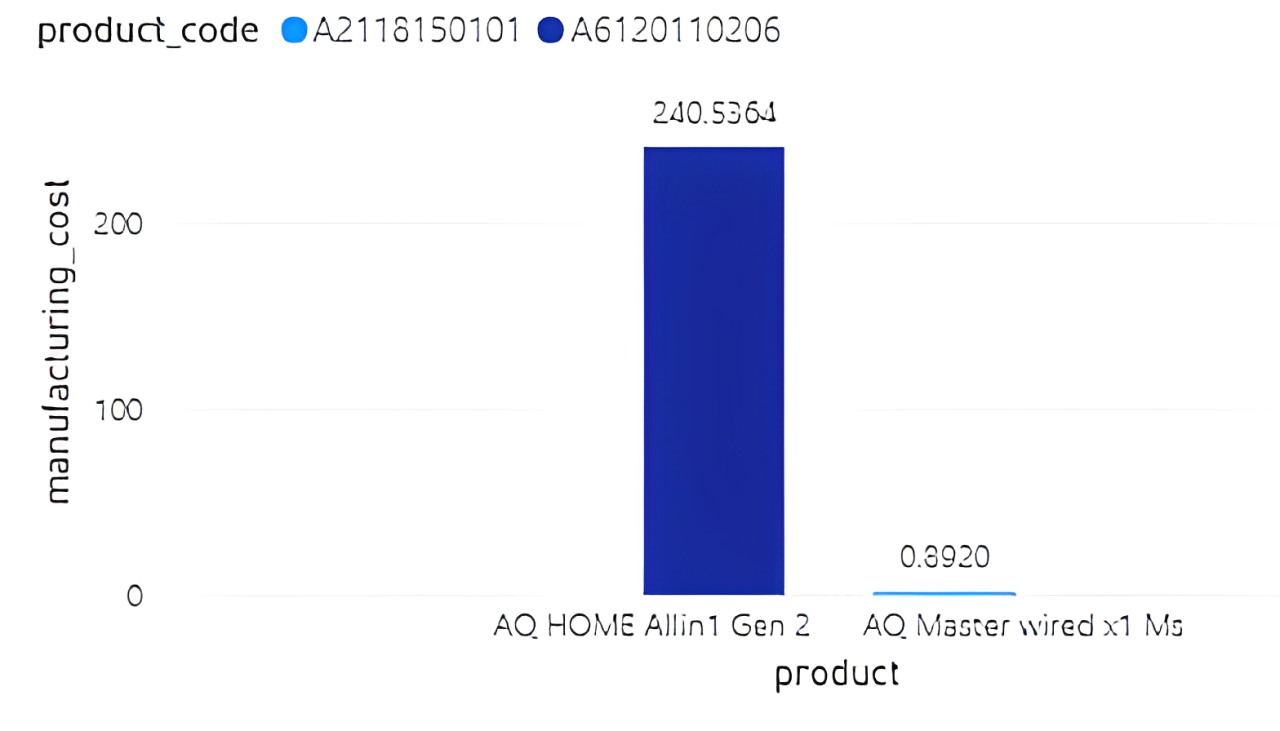 product_code A2118150101 A6120110206
240.5364
manufacturing_cost
200
100
0.8920
0
AQ HOME Allin1 Gen 2 AQ Master wired x1 Ms
product